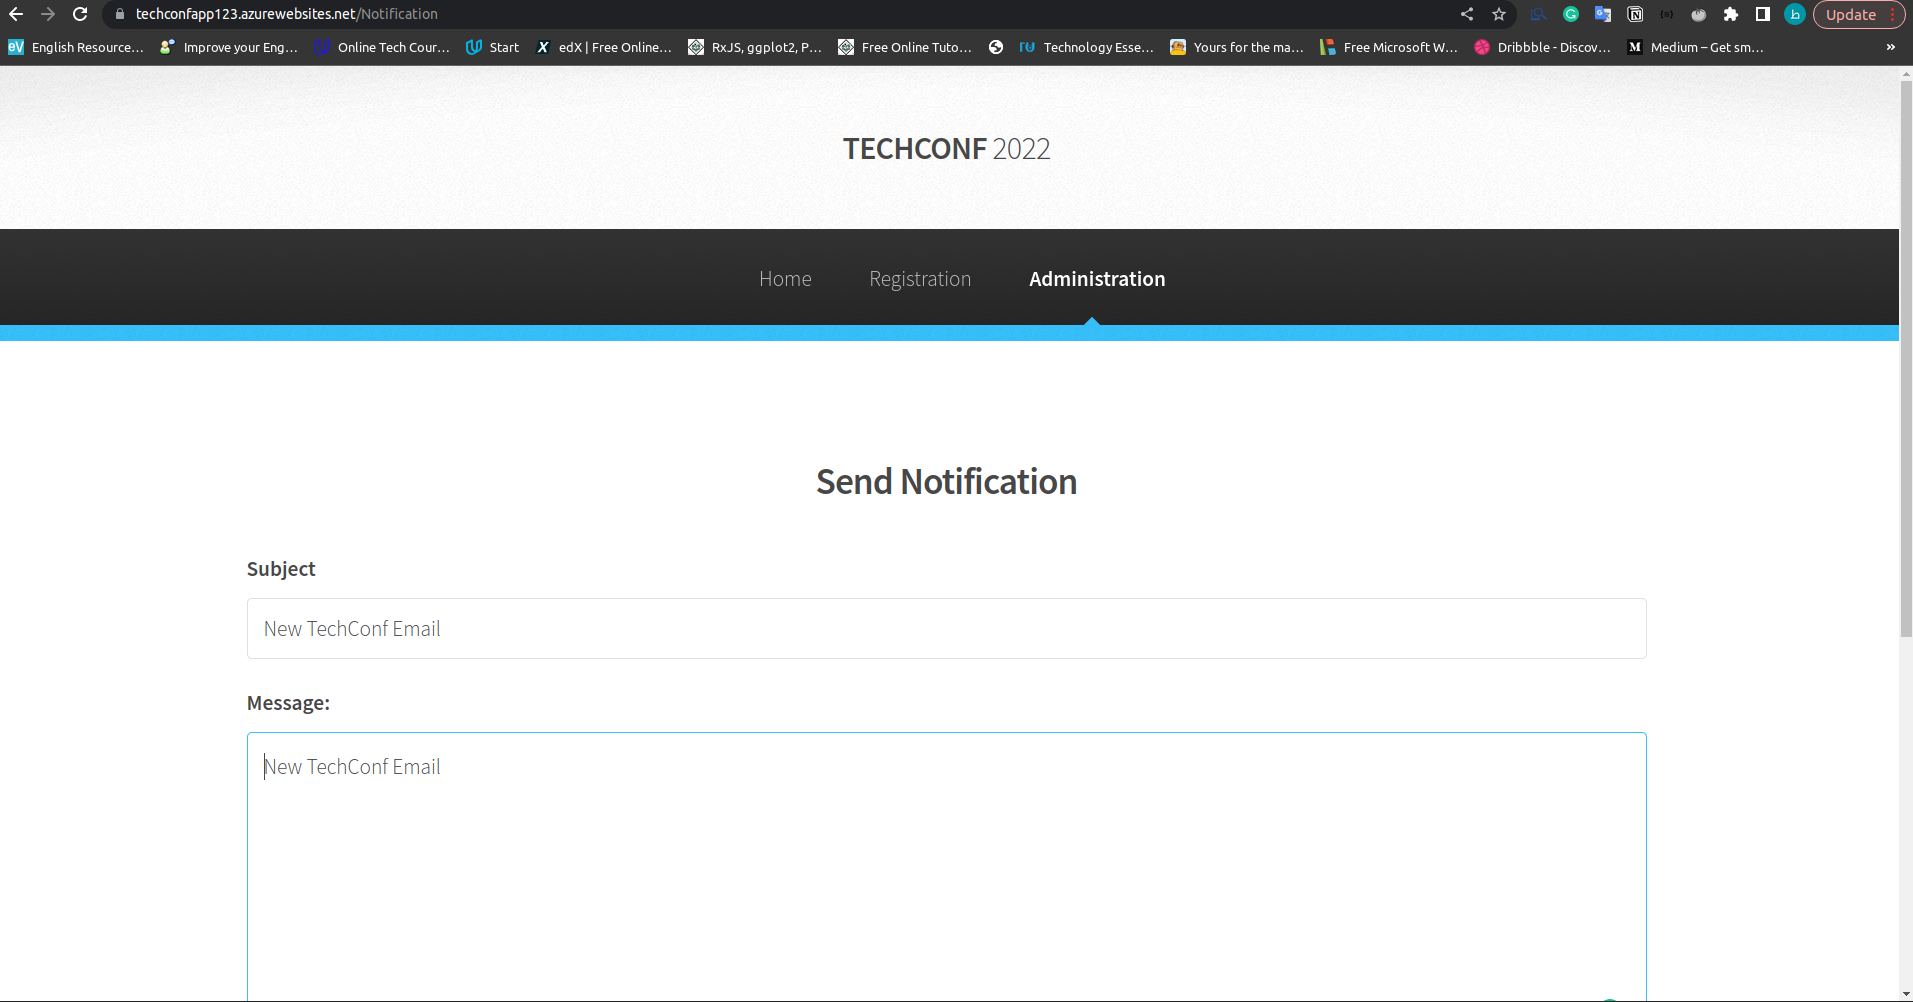 techconfapp123.azurewebsites.net/Notification
Update
English Resource... Improve your Eng... Online Tech Cour... Start edX | Free Online... RxJS, ggplot2, P... Free Online Tuto... Technology Esse... Yours for the ma... Free Microsoft W... Dribbble - Discov... Medium – Get sm... »
TECHCONF 2022
Home Registration Administration
Send Notification
Subject
New TechConf Email
Message:
New TechConf Email